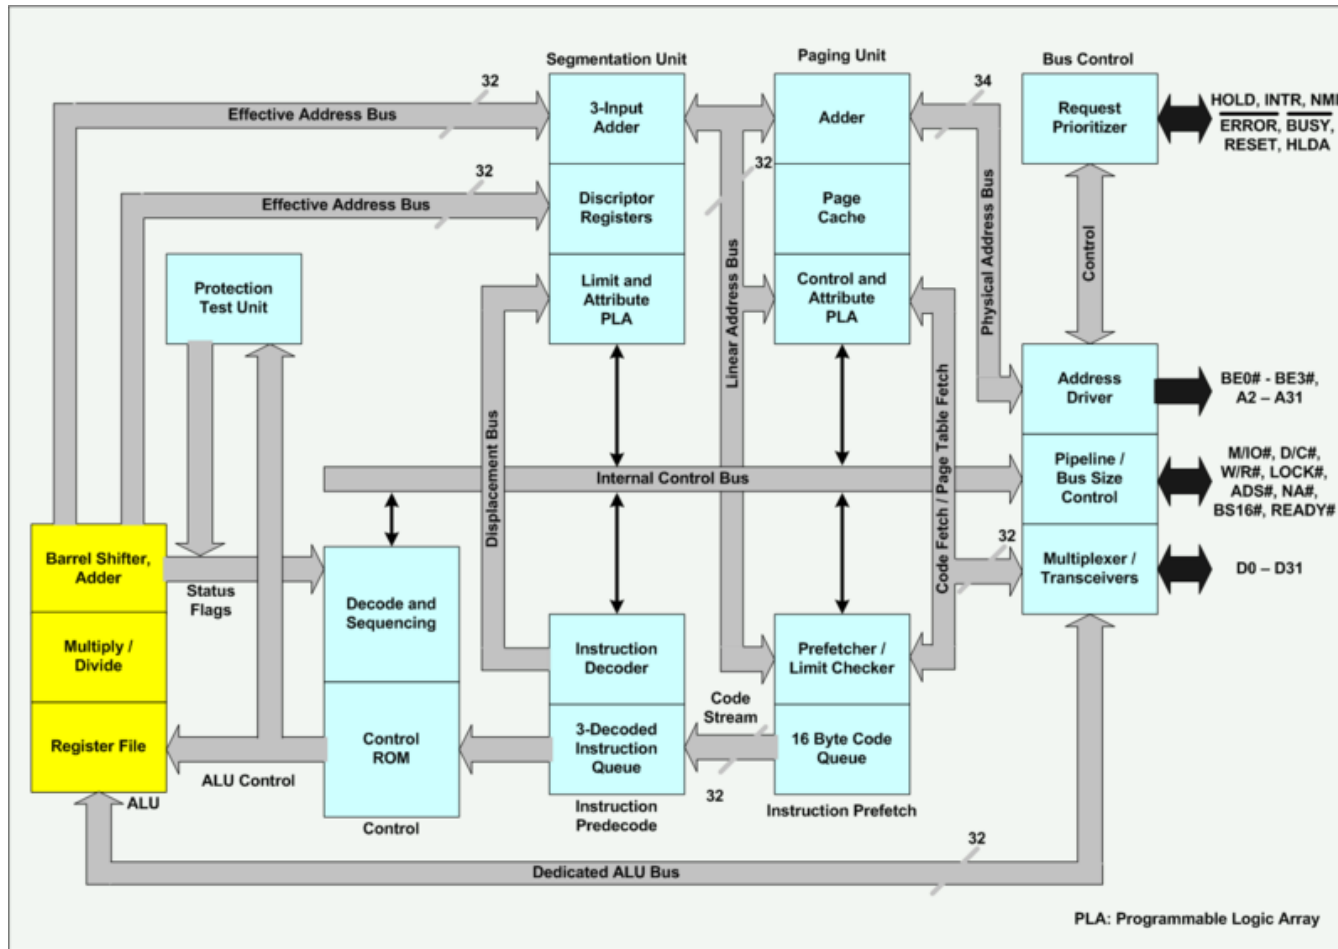 Segmentation Unit
Paging Unit
Bus Control
32
34
Effective Address Bus
3-Input
Adder
Adder
Request
Prioritizer
HOLD, INTR, NMI
ERROR, BUSY,
RESET, HLDA
32
32
Effective Address Bus
Discriptor
Registers
Page
Cache
Physical Address Bus
Control
Protection
Test Unit
Limit and
Attribute
PLA
Linear Address Bus
Control and
Attribute
PLA
Address
Driver
BE0# - BE3#,
A2 – A31
Displacement Bus
Internal Control Bus
Code Fetch / Page Table Fetch
Pipeline /
Bus Size
Control
M/IO#, D/C#,
W/R#, LOCK#,
ADS#, NA#,
BS16#, READY#
Barrel Shifter,
Adder
Status
Flags
32
Multiplexer /
Transceivers
D0 – D31
Decode and
Sequencing
Multiply /
Divide
Instruction
Decoder
Prefetcher /
Limit Checker
Code
Stream
Register File
ALU Control
Control
ROM
3-Decoded
Instruction
Queue
16 Byte Code
Queue
32
ALU
Control
Instruction
Predecode
Instruction Prefetch
32
Dedicated ALU Bus
PLA: Programmable Logic Array